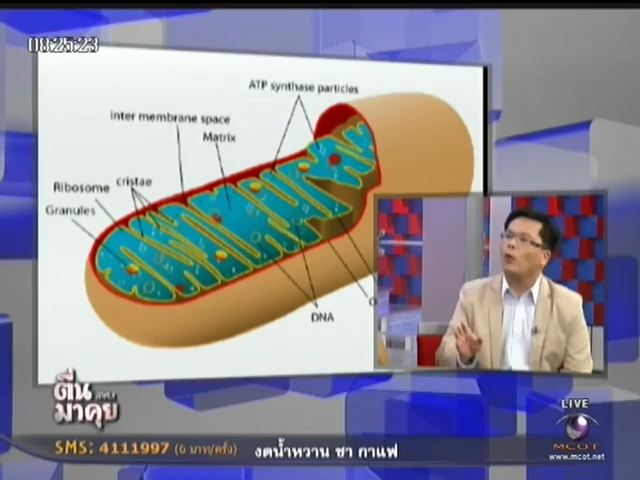 08:25:23
ATP synthase particles
Inter membrane space
Matrix
Ribosome
cristae
Granules
DNA
ตื่น
มาคุย
LIVE
MCOT
www.mcot.net
SMS: 4111997 (6 บาท/ครั้ง)
งดน้ำหวาน ชา กาแฟ